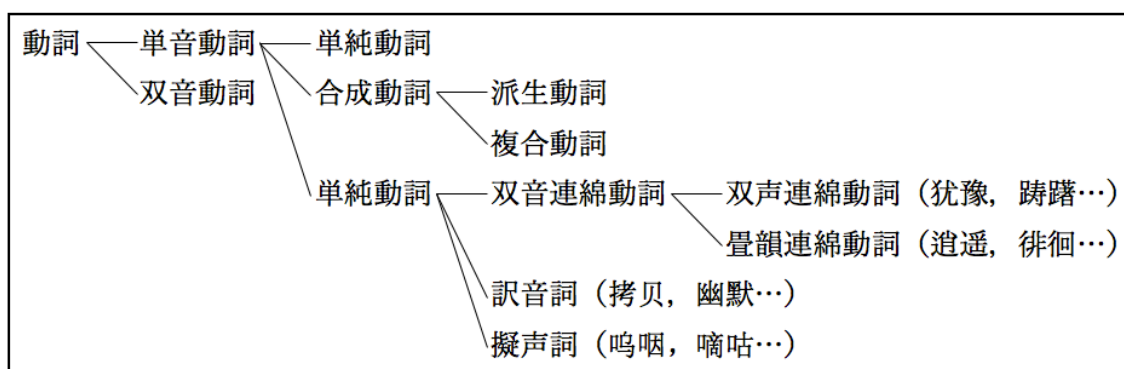 動詞 単音動詞 単純動詞
双音動詞 合成動詞 派生動詞
複合動詞
単純動詞 双音連綿動詞 双声連綿動詞（犹豫，踌躇…）
畳韻連綿動詞（逍遥，徘徊…）
訳音詞（拷贝，幽默…）
擬声詞（呜咽，嘀咕…）